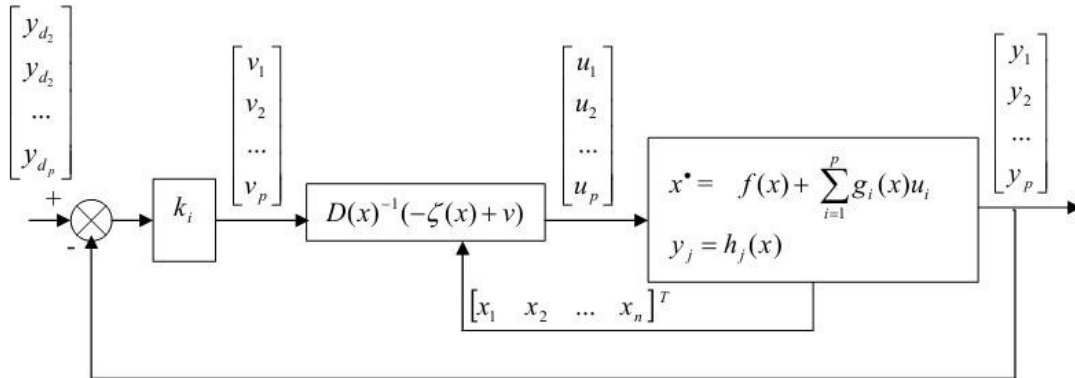 [y_{d_2} y_{d_2} ... y_{d_p}]
[v_1 v_2 ... v_p]
[u_1 u_2 ... u_p]
[y_1 y_2 ... y_p]
+
-
k_i
D(x)^{-1}(-ζ(x) + v)
x^• = f(x) + \sum_{i=1}^{p} g_i(x)u_i
y_j = h_j(x)
[x_1 x_2 ... x_n]^T